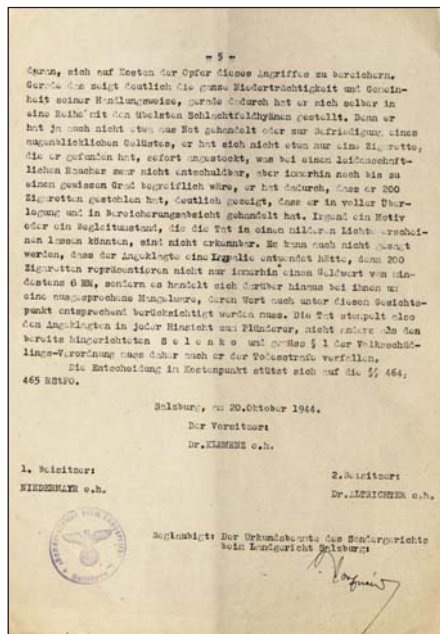 - 5 -
daran, sich auf Kosten der Opfer dieses Angriffes zu bereichern.
Gerade das zeigt deutlich die ganze Niederträchtigkeit und Gemein-
heit seiner Handlungsweise, gerade dadurch hat er sich selber in
eine Reihe mit den übelsten Schlachtfeldhyänen gestellt. Denn er
hat ja auch nicht etwa aus Not gehandelt oder zur Befriedigung eines
augenblicklichen Gelüstes, er hat sich nicht etwa nur eine Zigarette,
die er gefunden hat, sofort angesteckt, was bei einem leidenschaft-
lichen Raucher zwar nicht entschuldbar, aber immerhin noch bis zu
einem gewissen Grad begreiflich wäre, er hat dadurch, dass er 200
Zigaretten gestohlen hat, deutlich gezeigt, dass er in voller Über-
legung und in Bereicherungsabsicht gehandelt hat. Irgend ein Motiv
oder ein Begleitumstand, die die Tat in einem milderen Lichte erschei-
nen lassen könnten, sind nicht erkennbar. Es kann auch nicht gesagt
werden, dass der Angeklagte eine entwendet hätte, denn 200
Zigaretten repräsentieren nicht nur immerhin einen Geldwert von min-
destens 6 RM, sondern es handelt sich darüber hinaus bei ihnen um
eine ausgesprochene Mangelware, deren Wert auch unter diesem Gesichts-
punkt entsprechend berücksichtigt werden muss. Die Tat stempelt also
den Angeklagten in jeder Hinsicht zum Plünderer, nicht anders als den
bereits hingerichteten S e l e n k o und gemäss § 1 der Volksschäd-
lings-Verordnung muss daher auch er der Todesstrafe verfallen.
Die Entscheidung im Kostenpunkt stützt sich auf die §§ 464,
465 RStPO.
Salzburg, am 20.Oktober 1944.
Der Vorsitzer:
Dr.KLEMENZ e.h.
1. Beisitzer:
2.Beisitzer:
NIEDERMAYR e.h.
Dr.ALTRICHTER e.h.
Beglaubigt: Der Urkundsbeamte des Sondergerichts
beim Landgericht Salzburg: